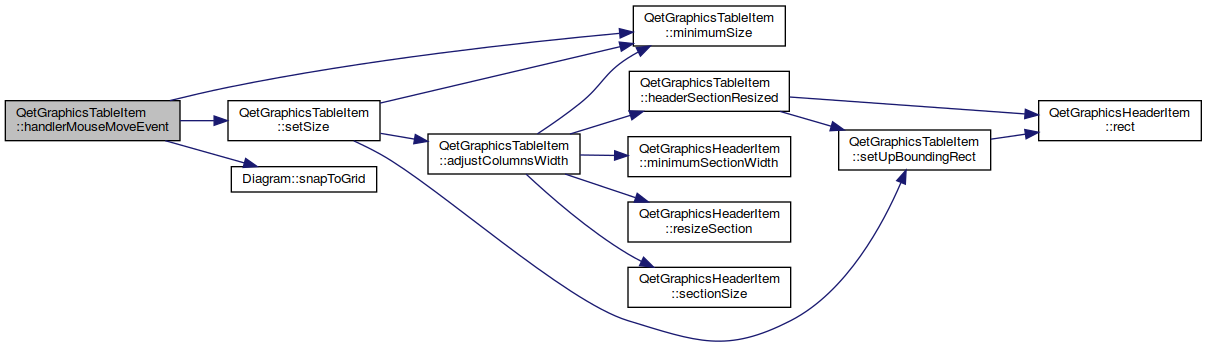 QetGraphicsTableItem
::handlerMouseMoveEvent
QetGraphicsTableItem
::setSize
Diagram::snapToGrid
QetGraphicsTableItem
::adjustColumnsWidth
QetGraphicsTableItem
::minimumSize
QetGraphicsTableItem
::headerSectionResized
QetGraphicsHeaderItem
::minimumSectionWidth
QetGraphicsHeaderItem
::resizeSection
QetGraphicsHeaderItem
::sectionSize
QetGraphicsTableItem
::setUpBoundingRect
QetGraphicsHeaderItem
::rect